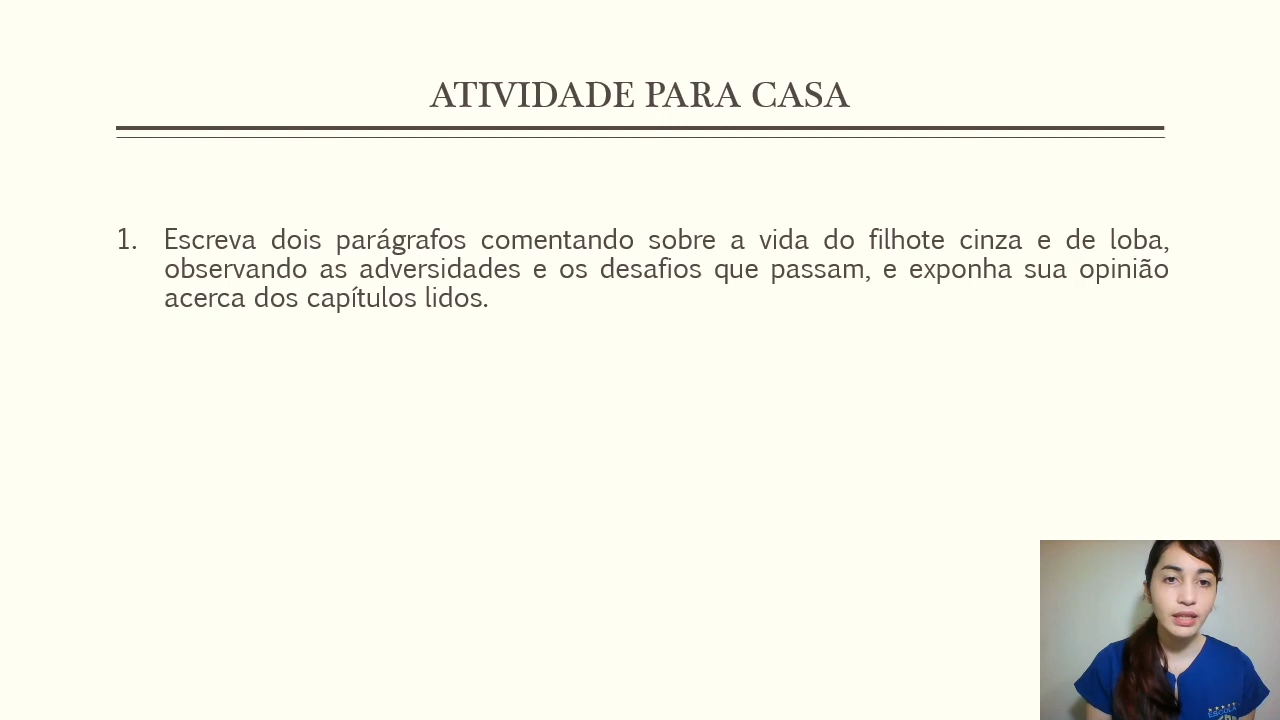 ATIVIDADE PARA CASA
1. Escreva dois parágrafos comentando sobre a vida do filhote cinza e de loba,
observando as adversidades e os desafios que passam, e exponha sua opinião
acerca dos capítulos lidos.
ESCOLA